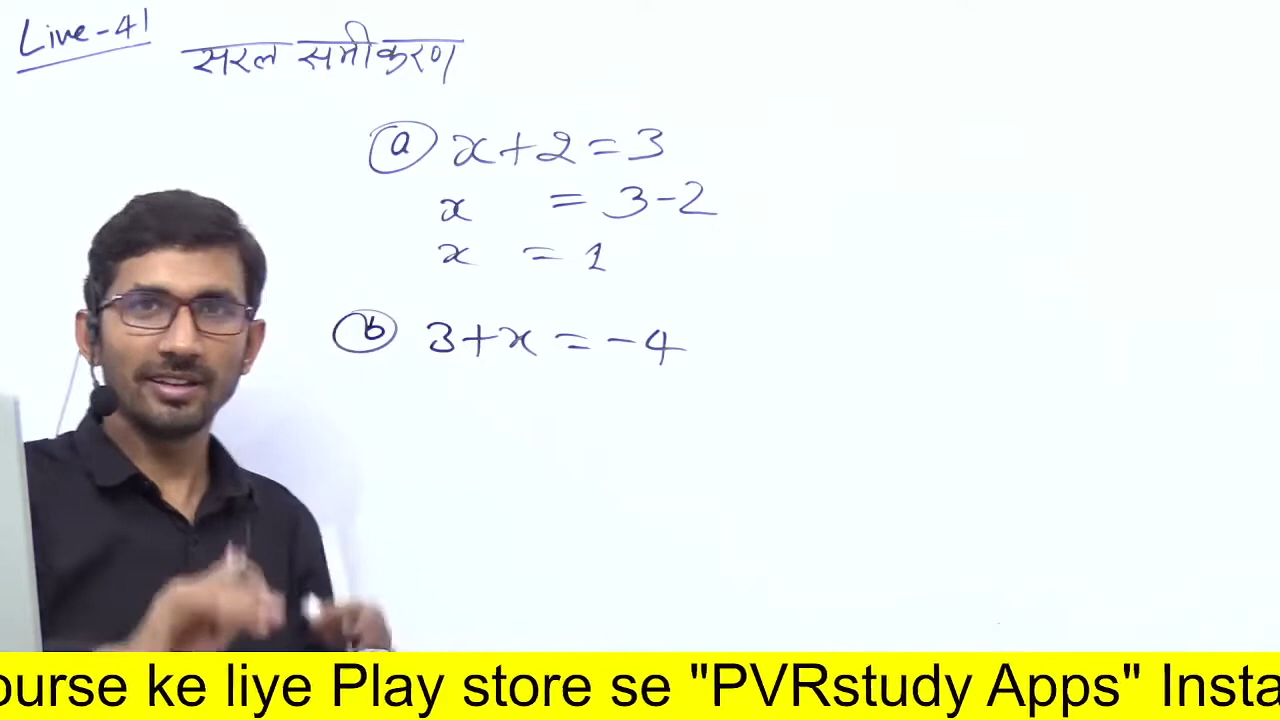 Live-41
सरल समीकरण
(a) x+2=3
x = 3-2
x = 1
(b) 3+x=-4
ourse ke liye Play store se "PVRstudy Apps" Insta